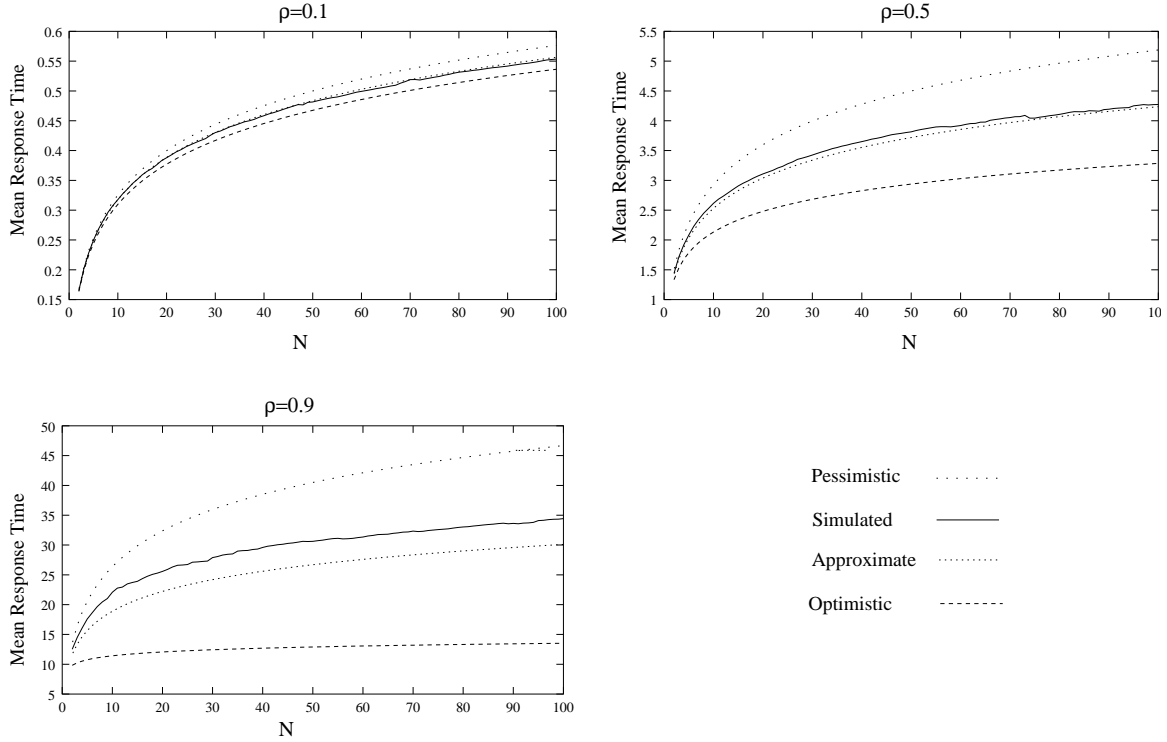 ρ=0.1
0.6
0.55
0.5
0.45
0.4
0.35
0.3
0.25
0.2
0.15
Mean Response Time
0 10 20 30 40 50 60 70 80 90 100
N
ρ=0.5
5.5
5
4.5
4
3.5
3
2.5
2
1.5
1
Mean Response Time
0 10 20 30 40 50 60 70 80 90 10
N
ρ=0.9
50
45
40
35
30
25
20
15
10
5
Mean Response Time
0 10 20 30 40 50 60 70 80 90 100
N
Pessimistic
Simulated
Approximate
Optimistic